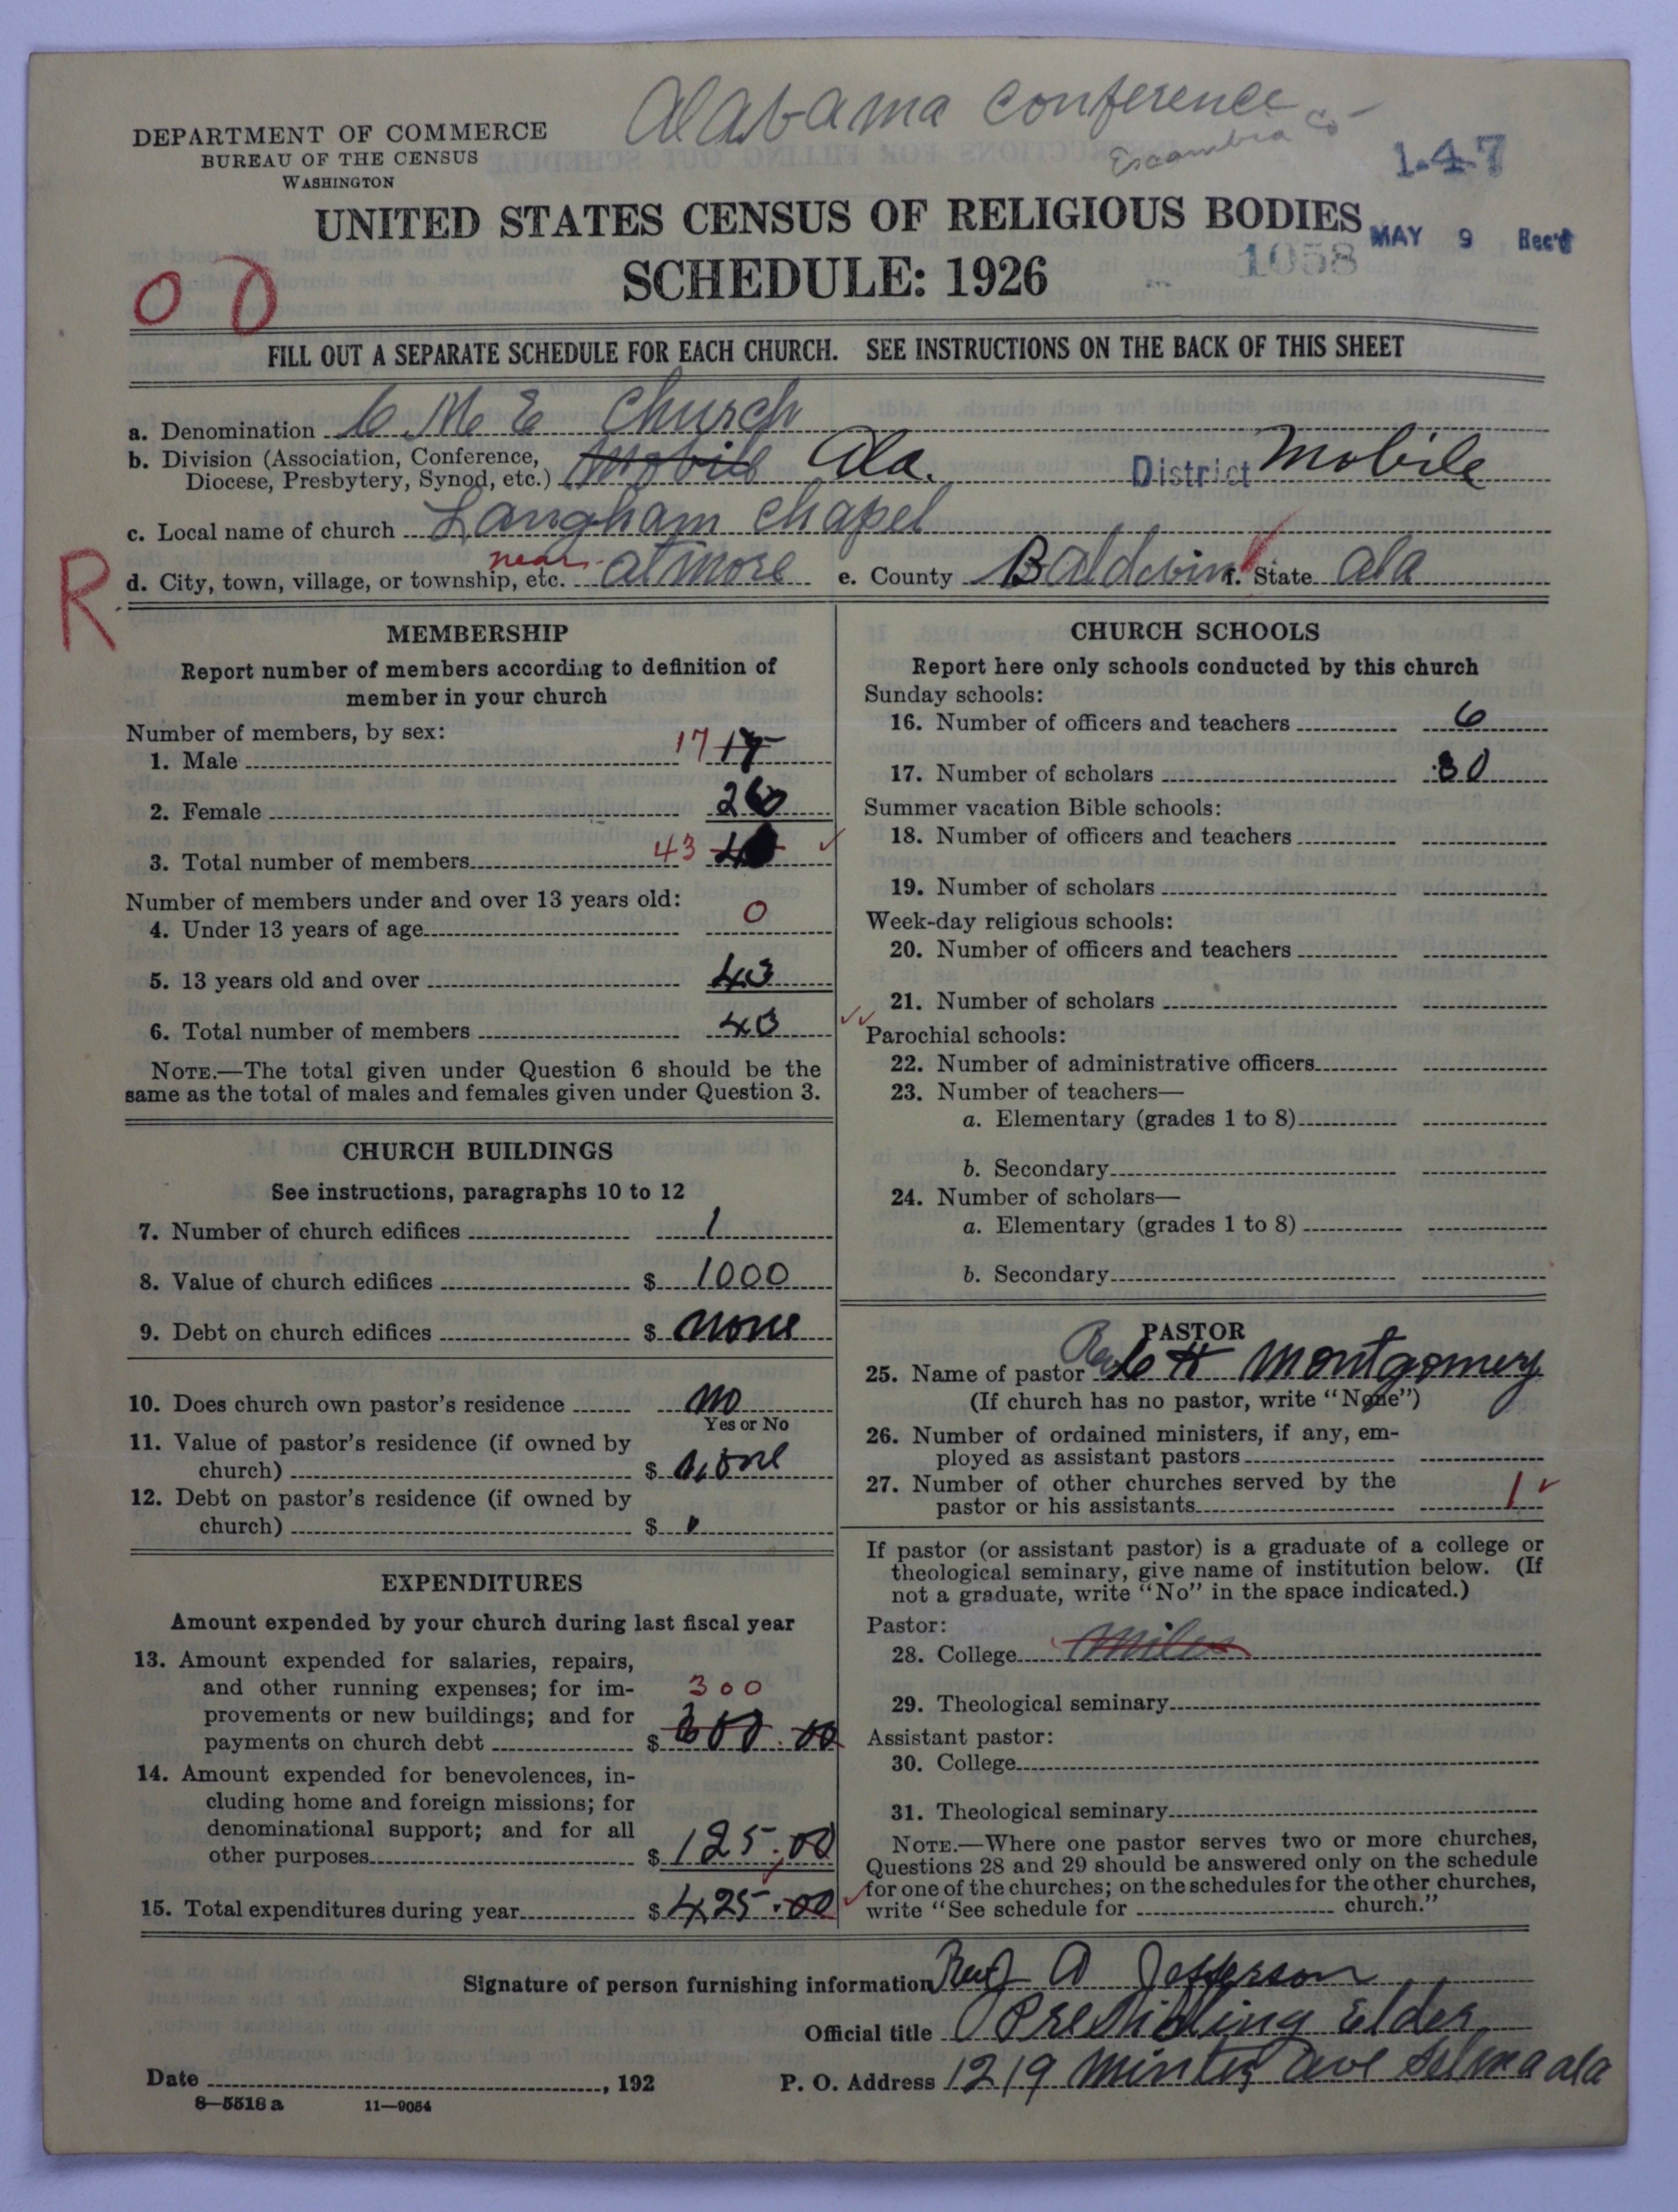 Alabama Conference
Escambia Co
DEPARTMENT OF COMMERCE
BUREAU OF THE CENSUS
WASHINGTON
1-4-7
UNITED STATES CENSUS OF RELIGIOUS BODIES
MAY 9 Rec'd
1058
SCHEDULE: 1926
O D
FILL OUT A SEPARATE SCHEDULE FOR EACH CHURCH. SEE INSTRUCTIONS ON THE BACK OF THIS SHEET
a. Denomination C M E Church
b. Division (Association, Conference, Diocese, Presbytery, Synod, etc.) Mobile Ala. District Mobile
c. Local name of church Langham Chapel
R
d. City, town, village, or township, etc. near Atmore e. County Baldwin f. State Ala
MEMBERSHIP
Report number of members according to definition of
member in your church
Number of members, by sex:
1. Male 17 17
2. Female 26
3. Total number of members 43
Number of members under and over 13 years old:
4. Under 13 years of age 0
5. 13 years old and over 43
6. Total number of members 43
NOTE.—The total given under Question 6 should be the
same as the total of males and females given under Question 3.
CHURCH BUILDINGS
See instructions, paragraphs 10 to 12
7. Number of church edifices 1
8. Value of church edifices $ 1000
9. Debt on church edifices $ None
10. Does church own pastor's residence No
Yes or No
11. Value of pastor's residence (if owned by
church) $ None
12. Debt on pastor's residence (if owned by
church) $
EXPENDITURES
Amount expended by your church during last fiscal year
13. Amount expended for salaries, repairs,
and other running expenses; for im-
provements or new buildings; and for
payments on church debt $ 300
14. Amount expended for benevolences, in-
cluding home and foreign missions; for
denominational support; and for all
other purposes $ 125.00
15. Total expenditures during year $ 425.00
CHURCH SCHOOLS
Report here only schools conducted by this church
Sunday schools:
16. Number of officers and teachers 6
17. Number of scholars 30
Summer vacation Bible schools:
18. Number of officers and teachers
19. Number of scholars
Week-day religious schools:
20. Number of officers and teachers
21. Number of scholars
Parochial schools:
22. Number of administrative officers
23. Number of teachers—
a. Elementary (grades 1 to 8)
b. Secondary
24. Number of scholars—
a. Elementary (grades 1 to 8)
b. Secondary
PASTOR
25. Name of pastor Rev C H Montgomery
(If church has no pastor, write "None")
26. Number of ordained ministers, if any, em-
ployed as assistant pastors
27. Number of other churches served by the
pastor or his assistants 1
If pastor (or assistant pastor) is a graduate of a college or
theological seminary, give name of institution below. (If
not a graduate, write "No" in the space indicated.)
Pastor:
28. College Miles
29. Theological seminary
Assistant pastor:
30. College
31. Theological seminary
NOTE.—Where one pastor serves two or more churches,
Questions 28 and 29 should be answered only on the schedule
for one of the churches; on the schedules for the other churches,
write "See schedule for church."
Signature of person furnishing information Rev J A Jefferson
Official title Presiding Elder
Date , 192
P. O. Address 1219 Minter Ave Selma Ala
8—5518 a 11—9054